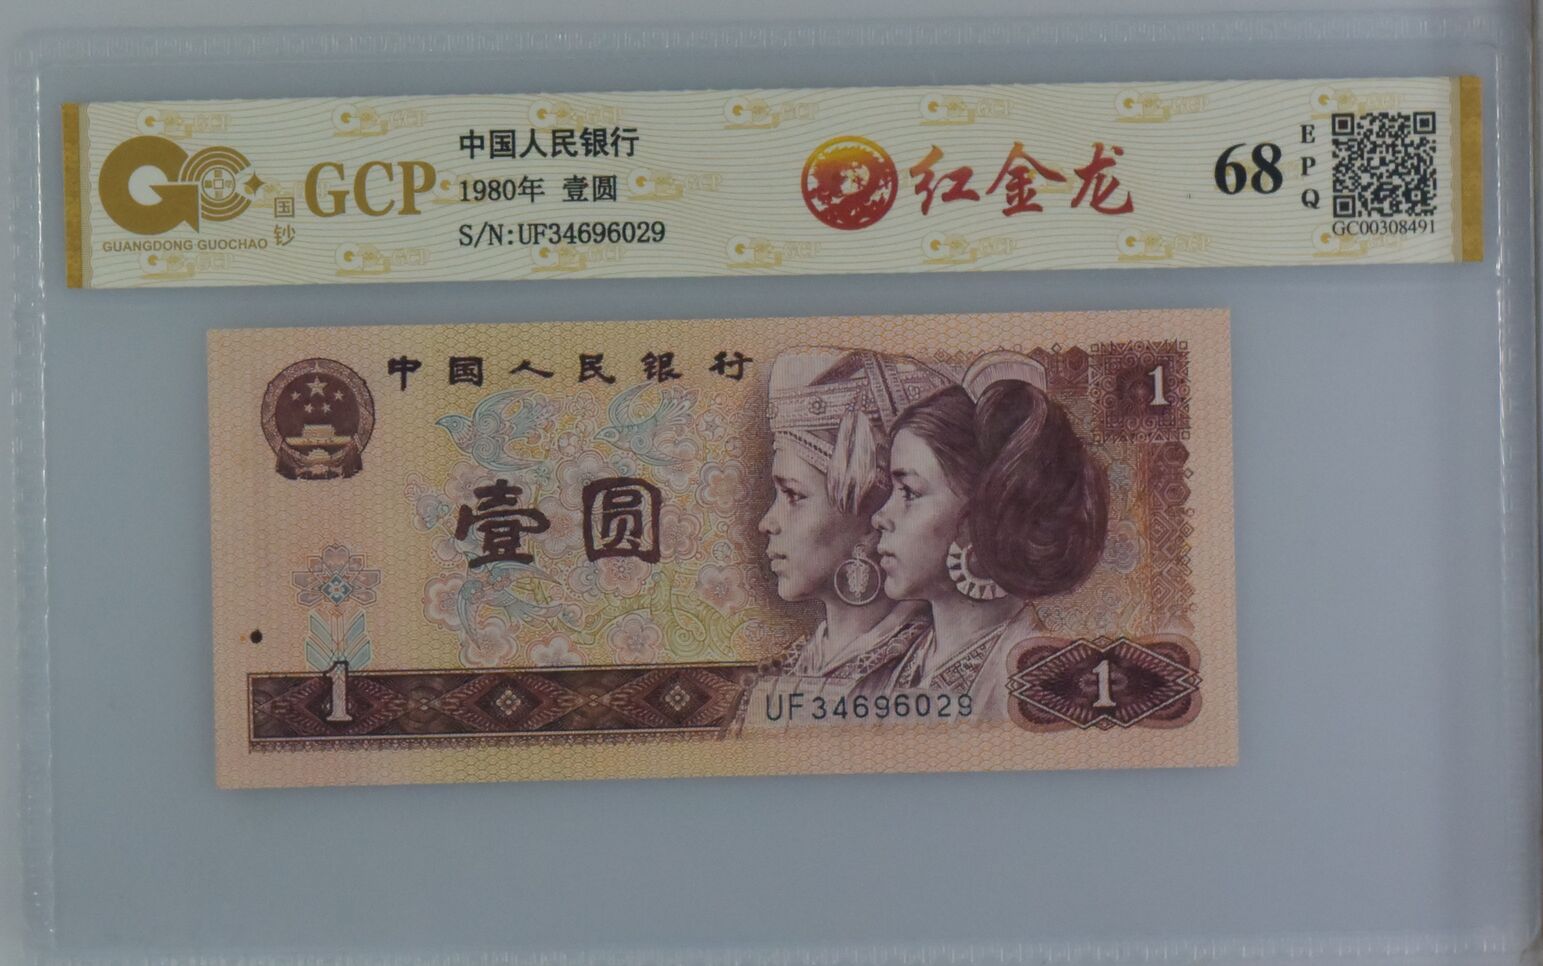 GCP
GUANGDONG GUOCHAO
国钞
中国人民银行
1980年 壹圆
S/N:UF34696029
红金龙
68
EPQ
GC00308491
中国人民银行
1
壹圆
1
UF34696029
1